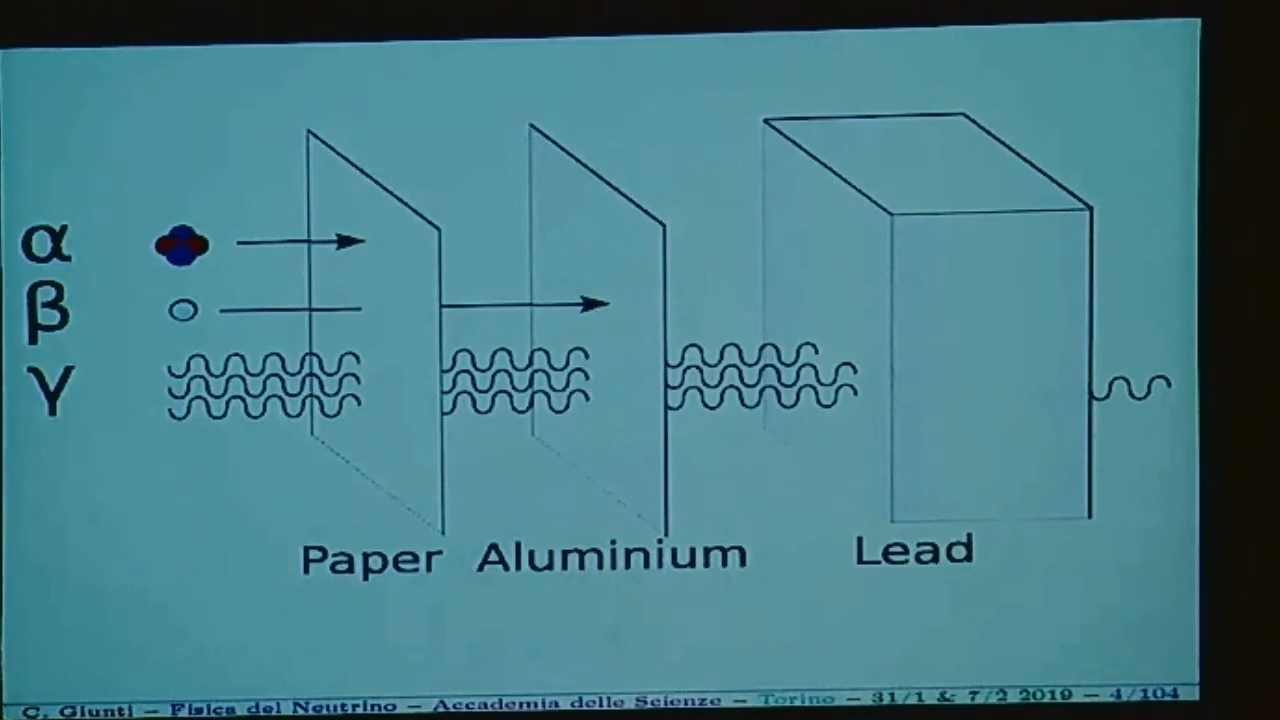 α
β
γ
Paper Aluminium Lead
C. Giunti – Fisica del Neutrino – Accademia delle Scienze – Torino – 31/1 & 7/2 2019 – 4/104